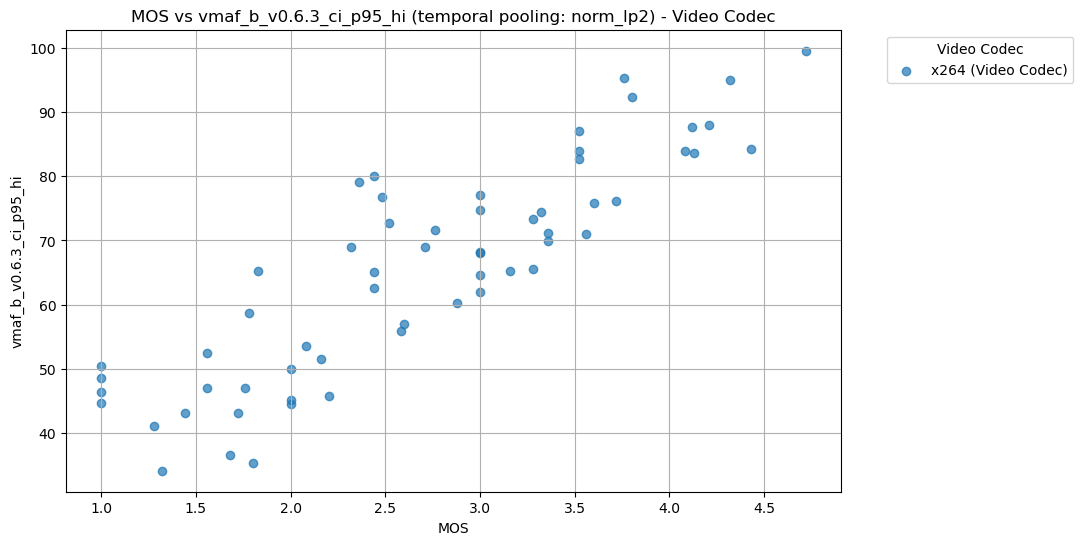 MOS vs vmaf_b_v0.6.3_ci_p95_hi (temporal pooling: norm_lp2) - Video Codec
Video Codec
x264 (Video Codec)
vmaf_b_v0.6.3_ci_p95_hi
100
90
80
70
60
50
40
1.0 1.5 2.0 2.5 3.0 3.5 4.0 4.5
MOS